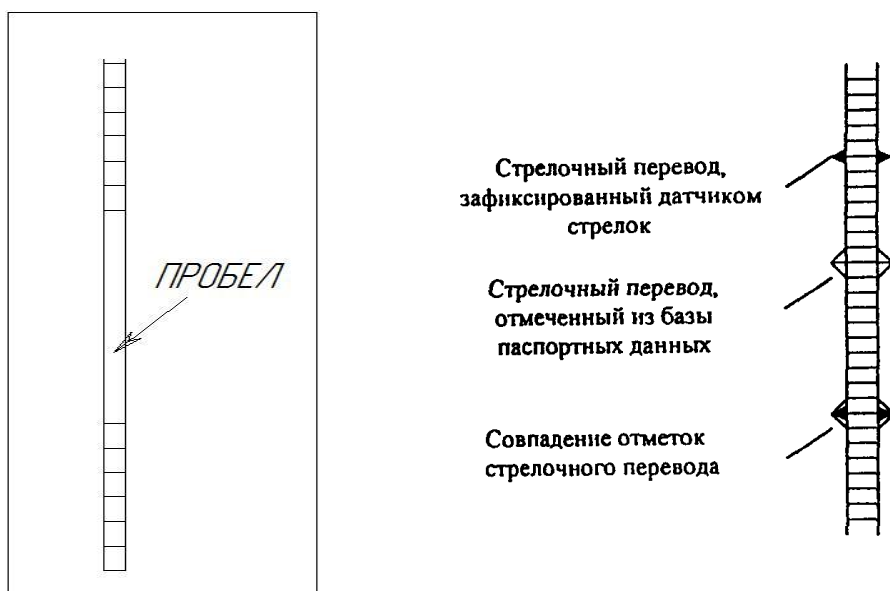 ПРОБЕЛ
Стрелочный перевод,
зафиксированный датчиком
стрелок
Стрелочный перевод,
отмеченный из базы
паспортных данных
Совпадение отметок
стрелочного перевода